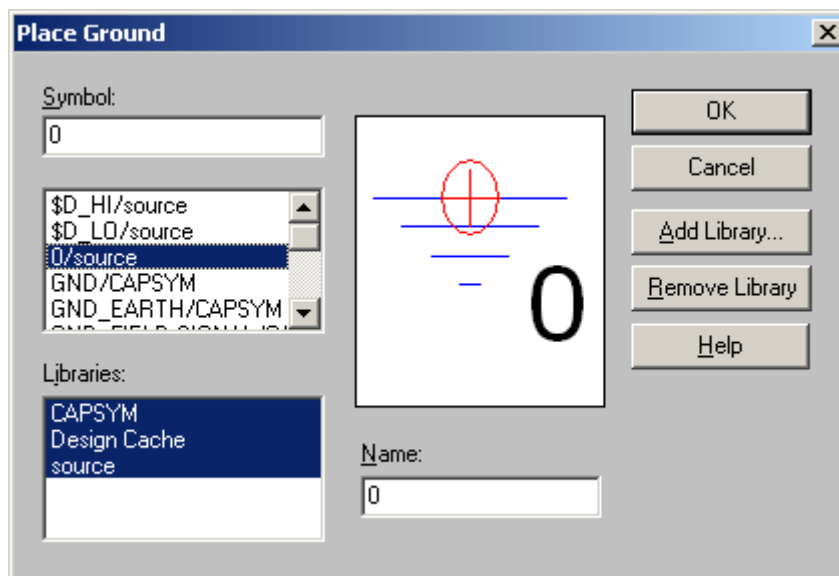 Place Ground
Symbol:
0
$D_HI/source
$D_LO/source
0/source
GND/CAPSYM
GND_EARTH/CAPSYM
Libraries:
CAPSYM
Design Cache
source
0
Name:
0
OK
Cancel
Add Library...
Remove Library
Help